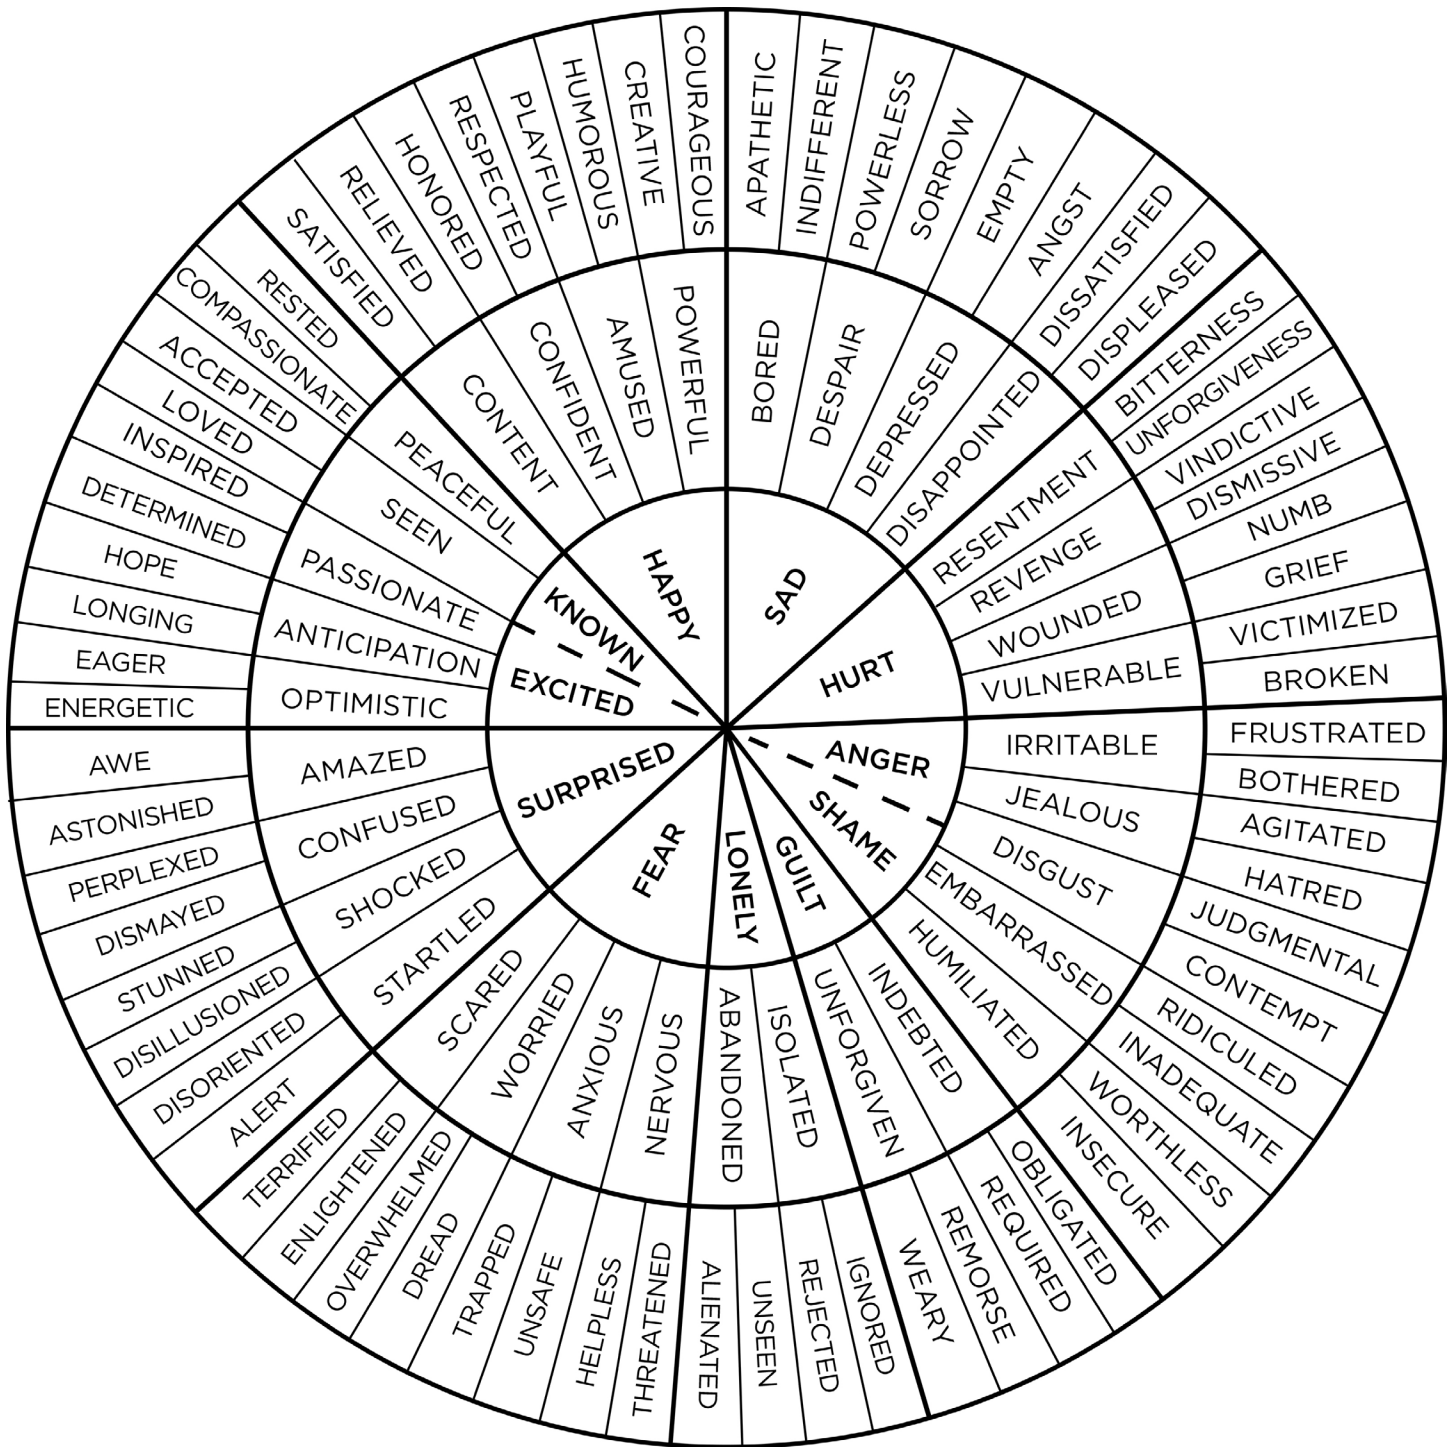 HAPPY
SAD
HURT
ANGER
SHAME
GUILT
LONELY
FEAR
SURPRISED
EXCITED
KNOWN
POWERFUL
BORED
DESPAIR
DEPRESSED
DISAPPOINTED
RESENTMENT
REVENGE
WOUNDED
VULNERABLE
IRRITABLE
JEALOUS
DISGUST
EMBARRASSED
HUMILIATED
INDEBTED
UNFORGIVEN
ISOLATED
ABANDONED
NERVOUS
ANXIOUS
WORRIED
SCARED
STARTLED
SHOCKED
CONFUSED
AMAZED
OPTIMISTIC
ANTICIPATION
PASSIONATE
SEEN
PEACEFUL
CONTENT
CONFIDENT
AMUSED
COURAGEOUS
APATHETIC
INDIFFERENT
POWERLESS
SORROW
EMPTY
ANGST
DISSATISFIED
DISPLEASED
BITTERNESS
UNFORGIVENESS
VINDICTIVE
DISMISSIVE
NUMB
GRIEF
VICTIMIZED
BROKEN
FRUSTRATED
BOTHERED
AGITATED
HATRED
JUDGMENTAL
CONTEMPT
RIDICULED
INADEQUATE
WORTHLESS
INSECURE
OBLIGATED
REQUIRED
REMORSE
WEARY
IGNORED
REJECTED
UNSEEN
ALIENATED
THREATENED
HELPLESS
UNSAFE
TRAPPED
DREAD
OVERWHELMED
ENLIGHTENED
TERRIFIED
ALERT
DISORIENTED
DISILLUSIONED
STUNNED
DISMAYED
PERPLEXED
ASTONISHED
AWE
ENERGETIC
EAGER
LONGING
HOPE
DETERMINED
INSPIRED
LOVED
ACCEPTED
COMPASSIONATE
RESTED
SATISFIED
RELIEVED
HONORED
RESPECTED
PLAYFUL
HUMOROUS
CREATIVE